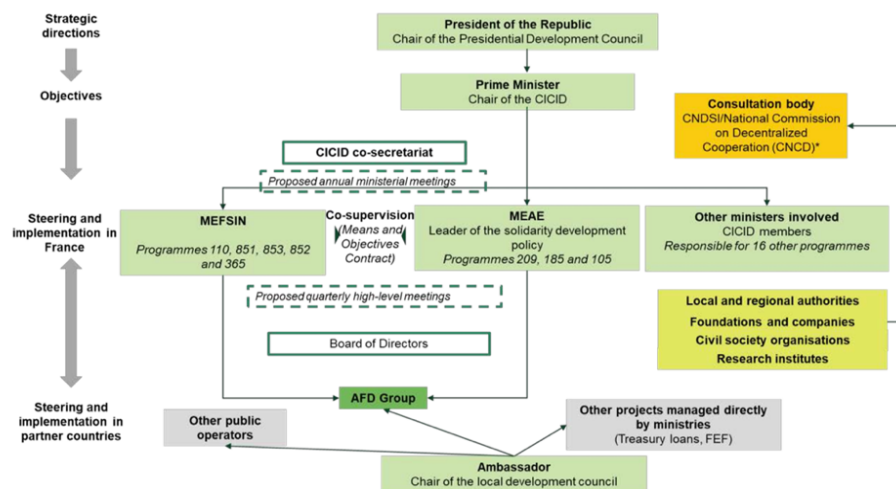 Strategic
directions
Objectives
Steering and
implementation in
France
Steering and
implementation in
partner countries
President of the Republic
Chair of the Presidential Development Council
Prime Minister
Chair of the CICID
Consultation body
CNDSI/National Commission
on Decentralized
Cooperation (CNCD)*
CICID co-secretariat
Proposed annual ministerial meetings
MEFSIN
Programmes 110, 851, 853, 852
and 365
Co-supervision
(Means and
Objectives
Contract)
MEAE
Leader of the solidarity development
policy
Programmes 209, 185 and 105
Other ministers involved
CICID members
Responsible for 16 other programmes
Proposed quarterly high-level meetings
Board of Directors
Local and regional authorities
Foundations and companies
Civil society organisations
Research institutes
AFD Group
Other public
operators
Other projects managed directly
by ministries
(Treasury loans, FEF)
Ambassador
Chair of the local development council